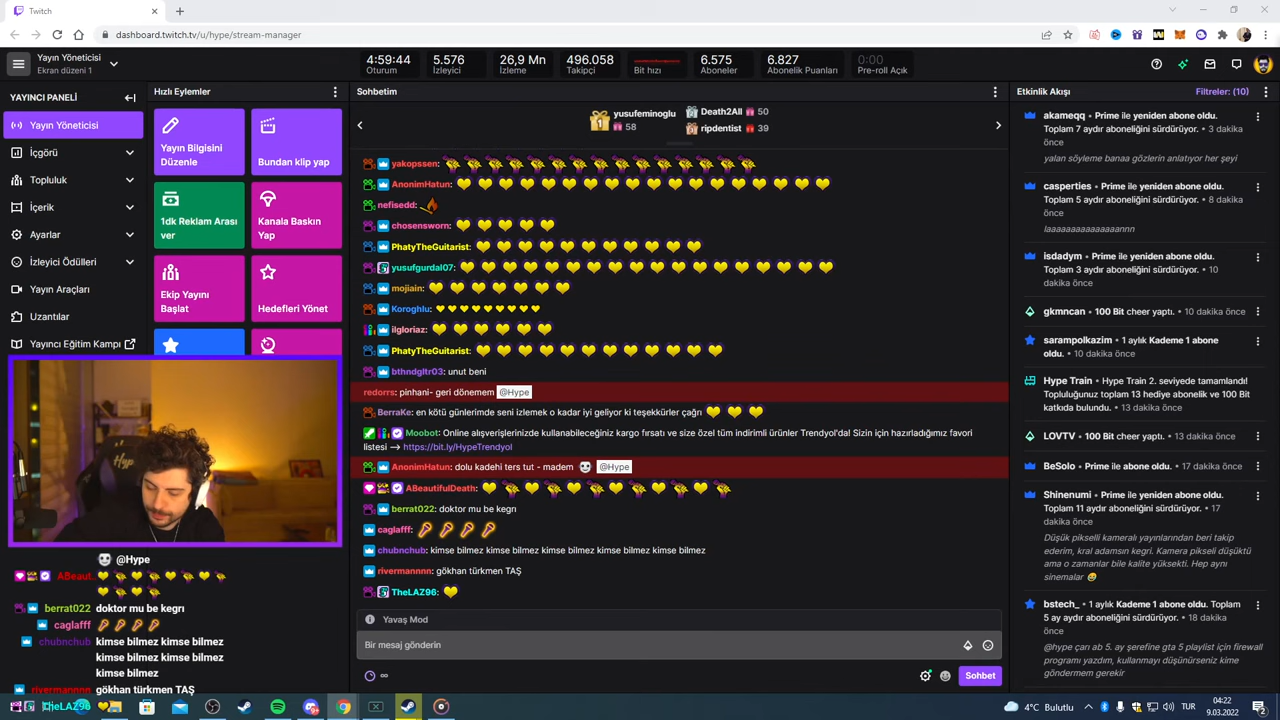 Twitch
dashboard.twitch.tv/u/hype/stream-manager
Yayın Yöneticisi
Ekran düzeni 1
4:59:44
Oturum
5.576
İzleyici
26,9 Mn
İzleme
496.058
Takipçi
Bit hızı
6.575
Aboneler
6.827
Abonelik Puanları
0:00
Pre-roll Açık
YAYINCI PANELİ
Yayın Yöneticisi
İçgörü
Topluluk
İçerik
Ayarlar
İzleyici Ödülleri
Yayın Araçları
Uzantılar
Yayıncı Eğitim Kampı
Hızlı Eylemler
Yayın Bilgisini
Düzenle
Bundan klip yap
1dk Reklam Arası
ver
Kanala Baskın
Yap
Ekip Yayını
Başlat
Hedefleri Yönet
@Hype
ABeaut..
berrat022 doktor mu be kegrı
caglafff
chubnchub kimse bilmez kimse bilmez
kimse bilmez kimse bilmez
kimse bilmez
rivermannnn gökhan türkmen TAŞ
TheLAZ96
Sohbetim
1
yusufeminoglu
58
Death2All 50
ripdentist 39
yakopssen:
AnonimHatun:
nefisedd:
chosensworn:
PhatyTheGuitarist:
yusufgurdal07:
mojiain:
Koroghlu:
ilgloriaz:
PhatyTheGuitarist:
bthndgltr03: unut beni
redorrs: pinhani- geri dönemem @Hype
BerraKe: en kötü günlerimde seni izlemek o kadar iyi geliyor ki teşekkürler çağrı
Moobot: Online alışverişlerinizde kullanabileceğiniz kargo fırsatı ve size özel tüm indirimli ürünler Trendyol'da! Sizin için hazırladığımız favori
listesi –> https://bit.ly/HypeTrendyol
AnonimHatun: dolu kadehi ters tut - madem @Hype
ABeautifulDeath:
berrat022: doktor mu be kegrı
caglafff:
chubnchub: kimse bilmez kimse bilmez kimse bilmez kimse bilmez kimse bilmez
rivermannnn: gökhan türkmen TAŞ
TheLAZ96:
Yavaş Mod
Bir mesaj gönderin
∞
Sohbet
Etkinlik Akışı
Filtreler: (10)
akameqq • Prime ile yeniden abone oldu.
Toplam 7 aydır aboneliğini sürdürüyor. • 3 dakika
önce
yalan söyleme banaa gözlerin anlatıyor her şeyi
casperties • Prime ile yeniden abone oldu.
Toplam 5 aydır aboneliğini sürdürüyor. • 8 dakika
önce
laaaaaaaaaaaaaaannn
isdadym • Prime ile yeniden abone oldu.
Toplam 3 aydır aboneliğini sürdürüyor. • 10
dakika önce
gkmncan • 100 Bit cheer yaptı. • 10 dakika önce
sarampolkazim • 1 aylık Kademe 1 abone
oldu. • 10 dakika önce
Hype Train • Hype Train 2. seviyede tamamlandı!
Topluluğunuz toplam 13 hediye abonelik ve 100 Bit
katkıda bulundu. • 13 dakika önce
LOVTV • 100 Bit cheer yaptı. • 13 dakika önce
BeSolo • Prime ile abone oldu. • 17 dakika önce
Shinenumi • Prime ile yeniden abone oldu.
Toplam 11 aydır aboneliğini sürdürüyor. • 17
dakika önce
Düşük pikselli kameralı yayınlarından beri takip
ederim, kral adamsın kegri. Kamera pikseli düşüktü
ama o zamanlar bile kalite yüksekti. Hep aynı
sinemalar
bstech_ • 1 aylık Kademe 1 abone oldu. Toplam
5 ay aydır aboneliğini sürdürüyor. • 18 dakika
önce
@hype çarı ab 5. ay şerefine gta 5 playlist için firewall
programı yazdım, kullanmayı düşünürseniz kime
göndermem gerekir
4°C Bulutlu
TUR
04:22
9.03.2022
2